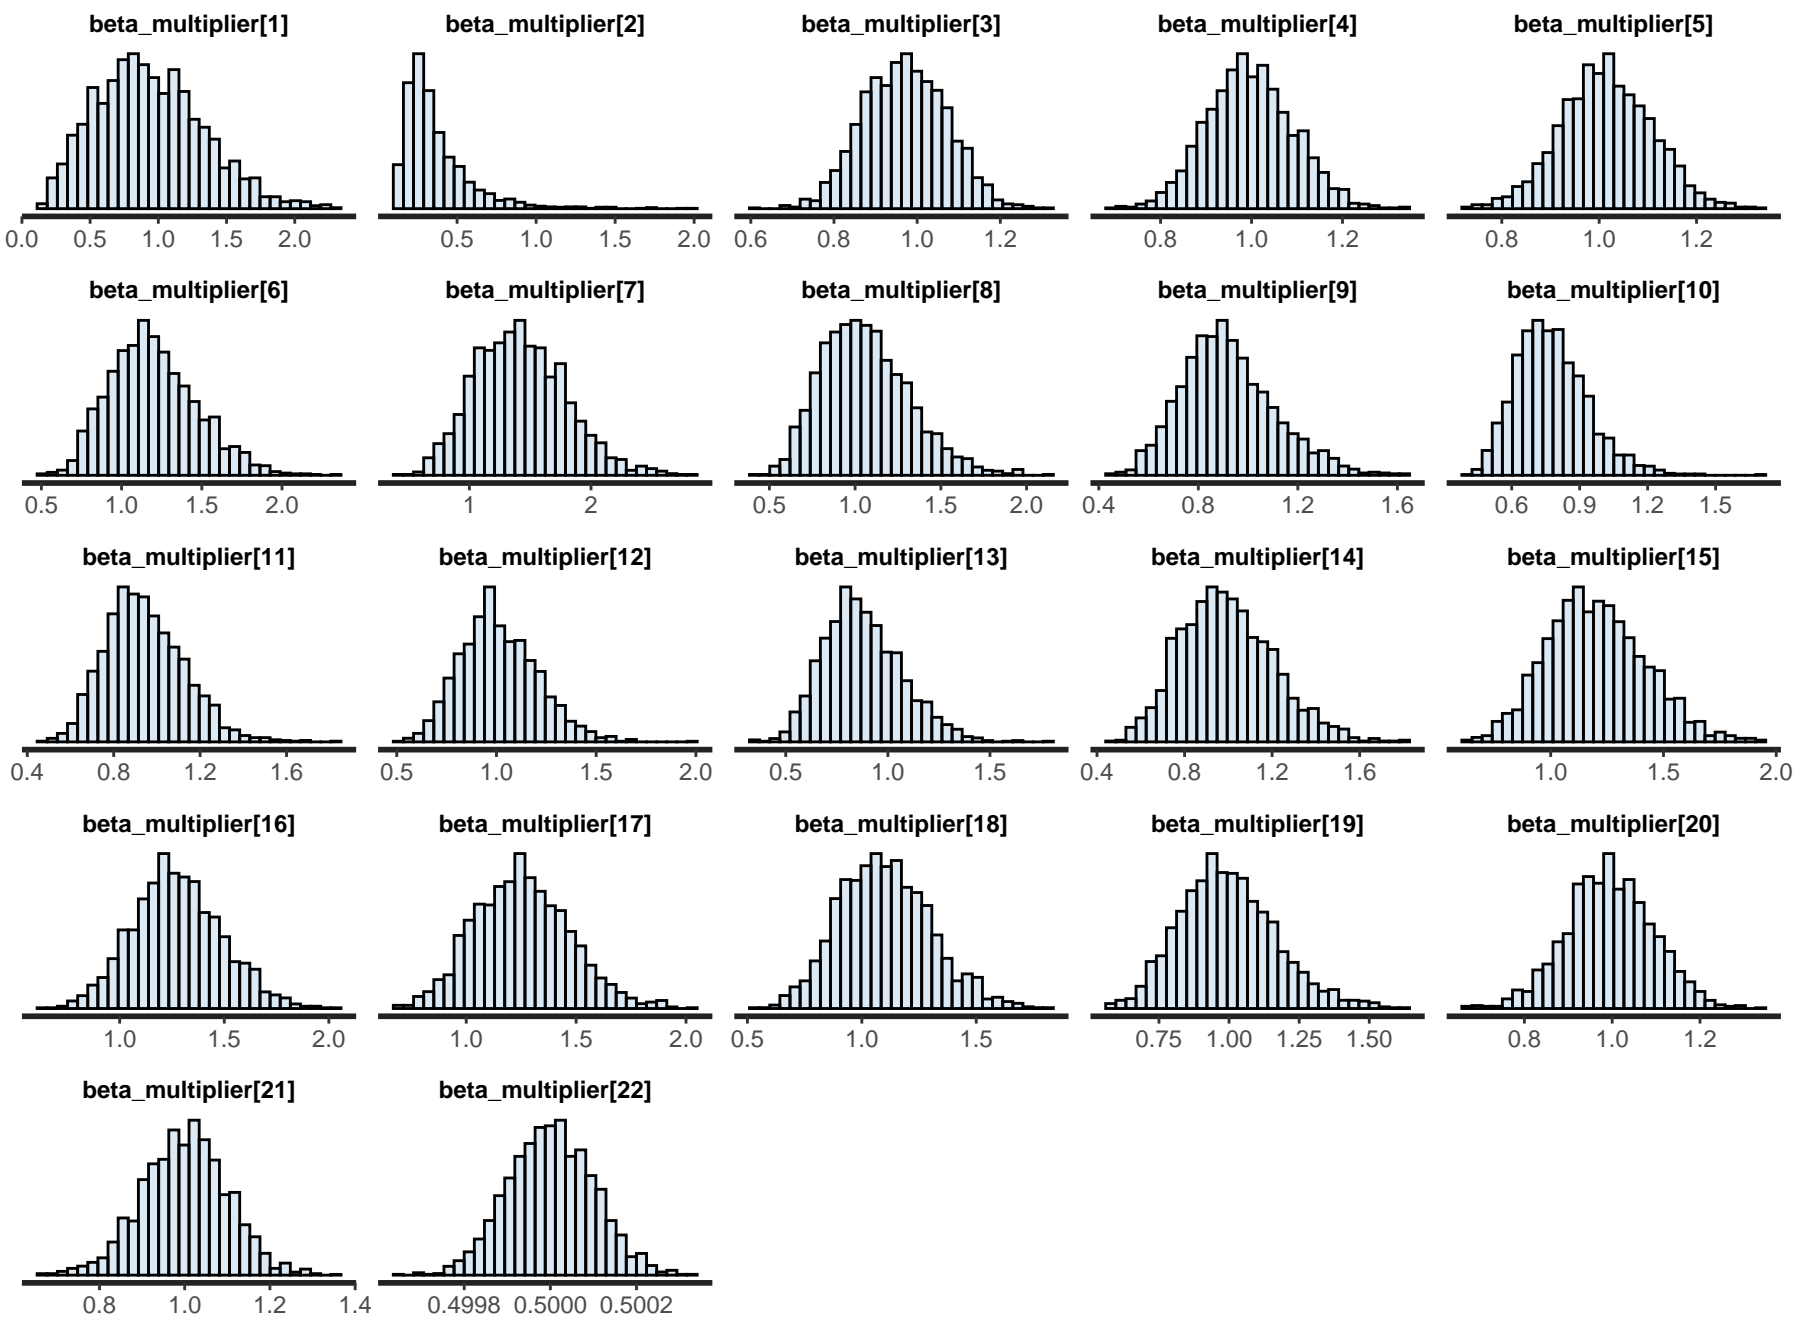 beta_multiplier[1] beta_multiplier[2] beta_multiplier[3] beta_multiplier[4] beta_multiplier[5]
0.0 0.5 1.0 1.5 2.0 0.5 1.0 1.5 2.0 0.6 0.8 1.0 1.2 0.8 1.0 1.2 0.8 1.0 1.2
beta_multiplier[6] beta_multiplier[7] beta_multiplier[8] beta_multiplier[9] beta_multiplier[10]
0.5 1.0 1.5 2.0 1 2 0.5 1.0 1.5 2.0 0.4 0.8 1.2 1.6 0.6 0.9 1.2 1.5
beta_multiplier[11] beta_multiplier[12] beta_multiplier[13] beta_multiplier[14] beta_multiplier[15]
0.4 0.8 1.2 1.6 0.5 1.0 1.5 2.0 0.5 1.0 1.5 0.4 0.8 1.2 1.6 1.0 1.5 2.0
beta_multiplier[16] beta_multiplier[17] beta_multiplier[18] beta_multiplier[19] beta_multiplier[20]
1.0 1.5 2.0 1.0 1.5 2.0 0.5 1.0 1.5 0.75 1.00 1.25 1.50 0.8 1.0 1.2
beta_multiplier[21] beta_multiplier[22]
0.8 1.0 1.2 1.4 0.4998 0.5000 0.5002